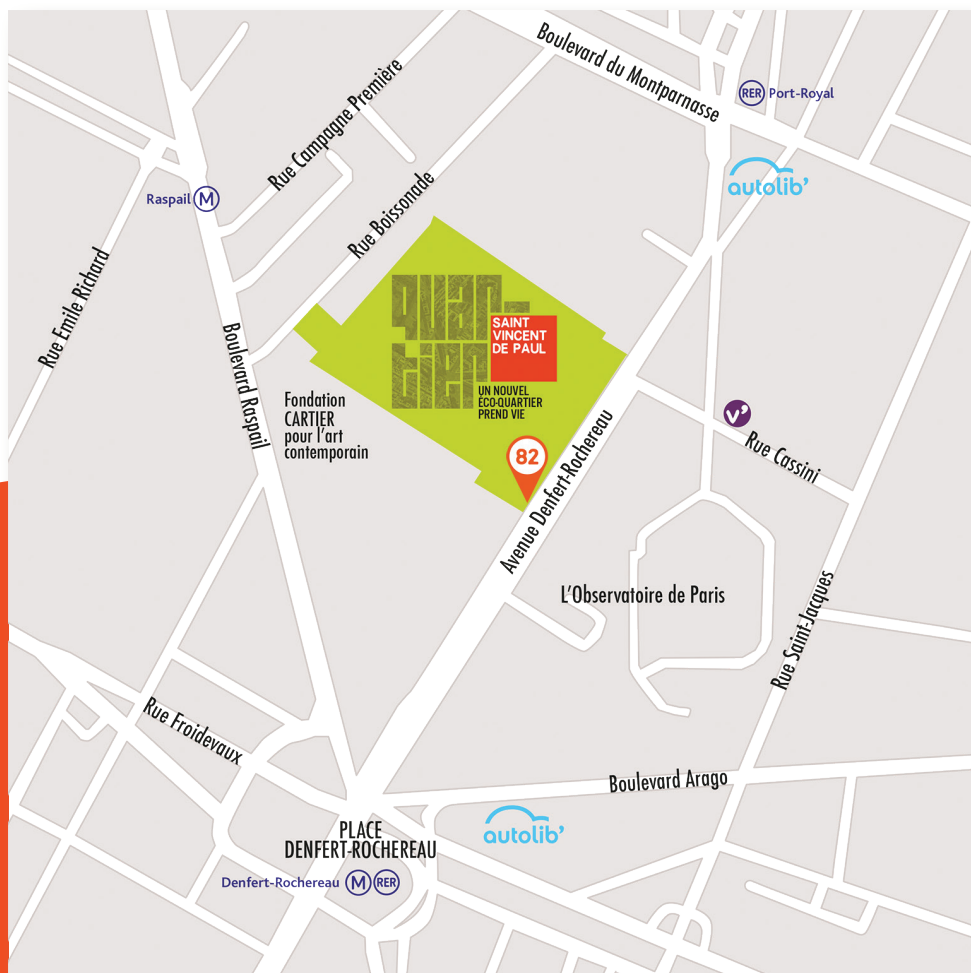 Boulevard du Montparnasse
RER Port-Royal
autolib’
Rue Campagne Première
Raspail M
Rue Boissonade
Rue Emile Richard
quan-
tier
SAINT
VINCENT
DE PAUL
UN NOUVEL
ÉCO-QUARTIER
PREND VIE
Boulevard Raspail
Fondation
CARTIER
pour l’art
contemporain
82
Avenue Denfert-Rochereau
v’
Rue Cassini
L’Observatoire de Paris
Rue Saint-Jacques
Rue Froidevaux
Boulevard Arago
PLACE
DENFERT-ROCHEREAU
autolib’
Denfert-Rochereau M RER